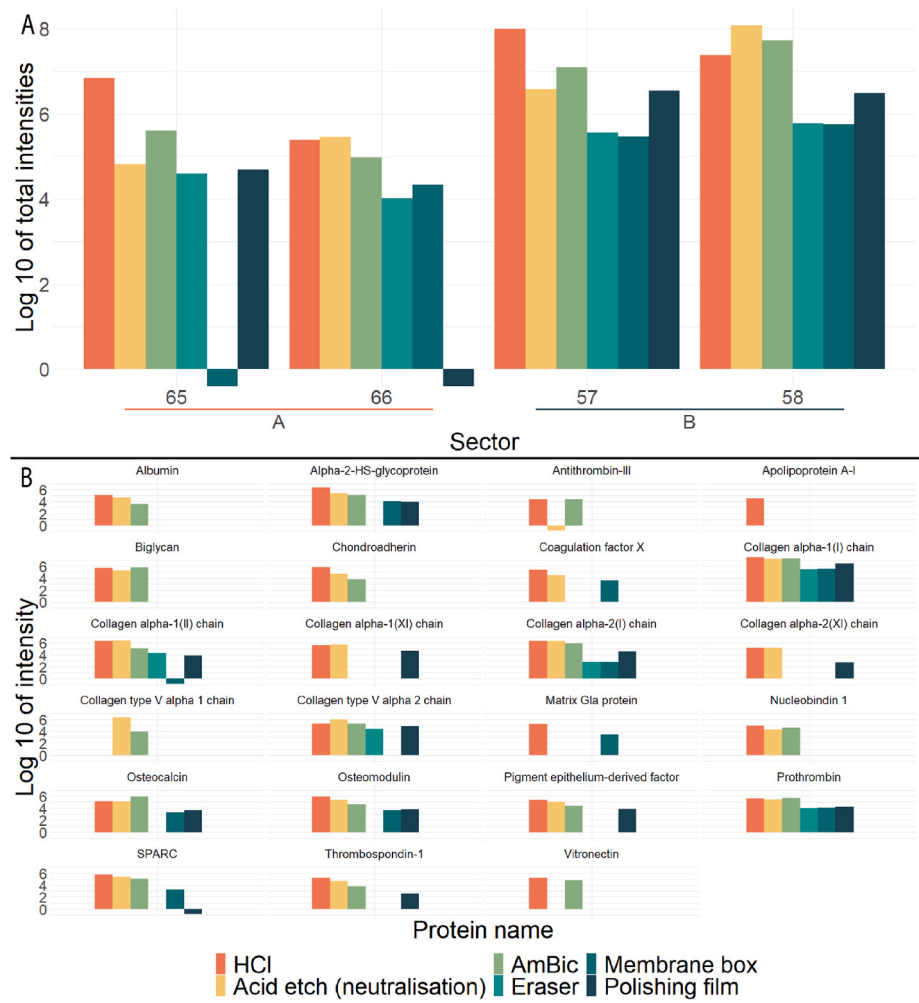 A
Log 10 of total intensities
8
6
4
2
0
65 66 57 58
A B
Sector
B
Log 10 of intensity
Albumin Alpha-2-HS-glycoprotein Antithrombin-III Apolipoprotein A-I
6
4
2
0
Biglycan Chondroadherin Coagulation factor X Collagen alpha-1(I) chain
6
4
2
0
Collagen alpha-1(II) chain Collagen alpha-1(XI) chain Collagen alpha-2(I) chain Collagen alpha-2(XI) chain
6
4
2
0
Collagen type V alpha 1 chain Collagen type V alpha 2 chain Matrix Gla protein Nucleobindin 1
6
4
2
0
Osteocalcin Osteomodulin Pigment epithelium-derived factor Prothrombin
6
4
2
0
SPARC Thrombospondin-1 Vitronectin
6
4
2
0
Protein name
HCl AmBic Membrane box
Acid etch (neutralisation) Eraser Polishing film